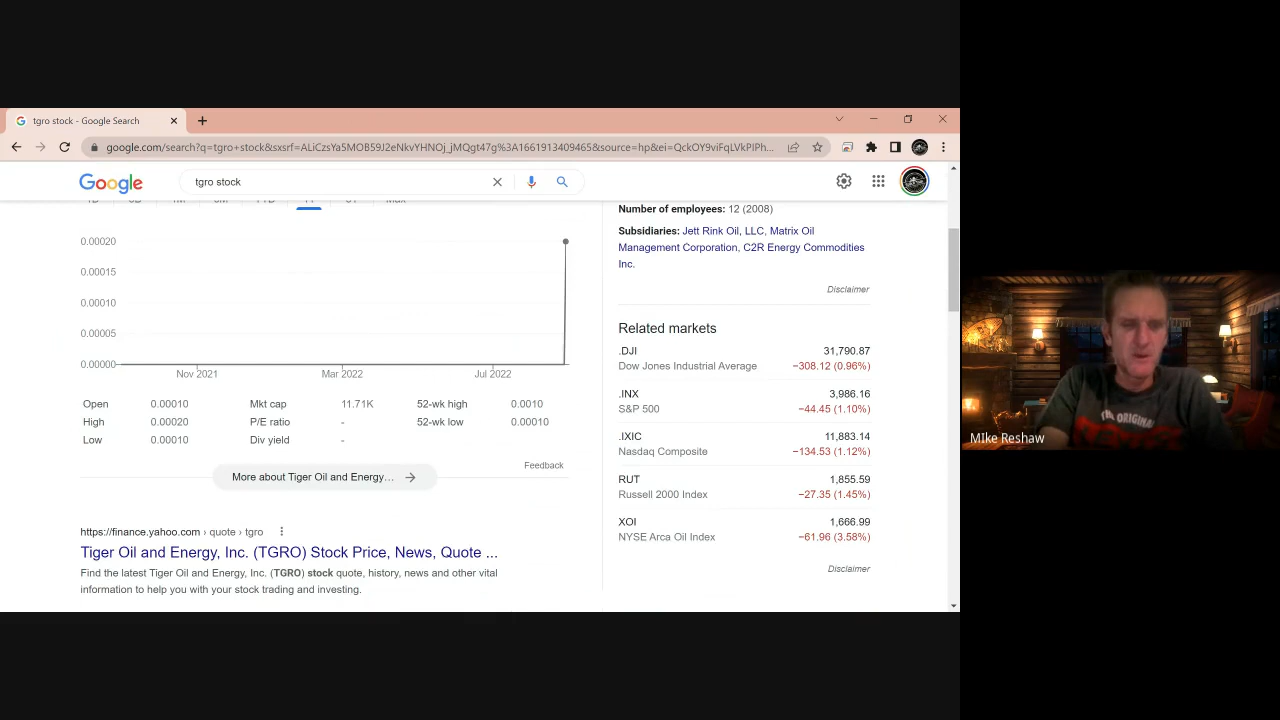 tgro stock - Google Search
google.com/search?q=tgro+stock&sxsrf=ALiCzsYa5MOB59J2eNkvYHNOj_jMQgt47g%3A1661913409465&source=hp&ei=QckOY9viFqLVkPIPh...
Google
tgro stock
Number of employees: 12 (2008)
Subsidiaries: Jett Rink Oil, LLC, Matrix Oil
Management Corporation, C2R Energy Commodities
Inc.
Disclaimer
0.00020
0.00015
0.00010
0.00005
0.00000
Nov 2021 Mar 2022 Jul 2022
Open 0.00010 Mkt cap 11.71K 52-wk high 0.0010
High 0.00020 P/E ratio - 52-wk low 0.00010
Low 0.00010 Div yield -
Feedback
More about Tiger Oil and Energy… →
https://finance.yahoo.com › quote › tgro
Tiger Oil and Energy, Inc. (TGRO) Stock Price, News, Quote ...
Find the latest Tiger Oil and Energy, Inc. (TGRO) stock quote, history, news and other vital
information to help you with your stock trading and investing.
Related markets
.DJI 31,790.87
Dow Jones Industrial Average −308.12 (0.96%)
.INX 3,986.16
S&P 500 −44.45 (1.10%)
.IXIC 11,883.14
Nasdaq Composite −134.53 (1.12%)
RUT 1,855.59
Russell 2000 Index −27.35 (1.45%)
XOI 1,666.99
NYSE Arca Oil Index −61.96 (3.58%)
Disclaimer
THE ORIGINAL
MIke Reshaw